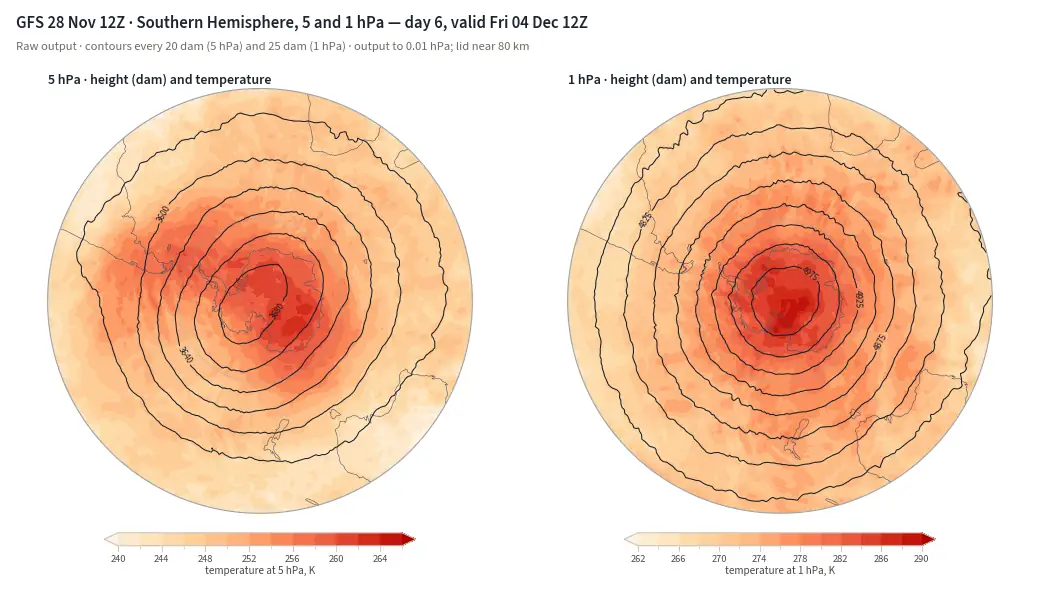 GFS 28 Nov 12Z · Southern Hemisphere, 5 and 1 hPa — day 6, valid Fri 04 Dec 12Z
Raw output · contours every 20 dam (5 hPa) and 25 dam (1 hPa) · output to 0.01 hPa; lid near 80 km
5 hPa · height (dam) and temperature
1 hPa · height (dam) and temperature
3600
3640
4825
4925
4875
240 244 248 252 256 260 264
temperature at 5 hPa, K
262 266 270 274 278 282 286 290
temperature at 1 hPa, K